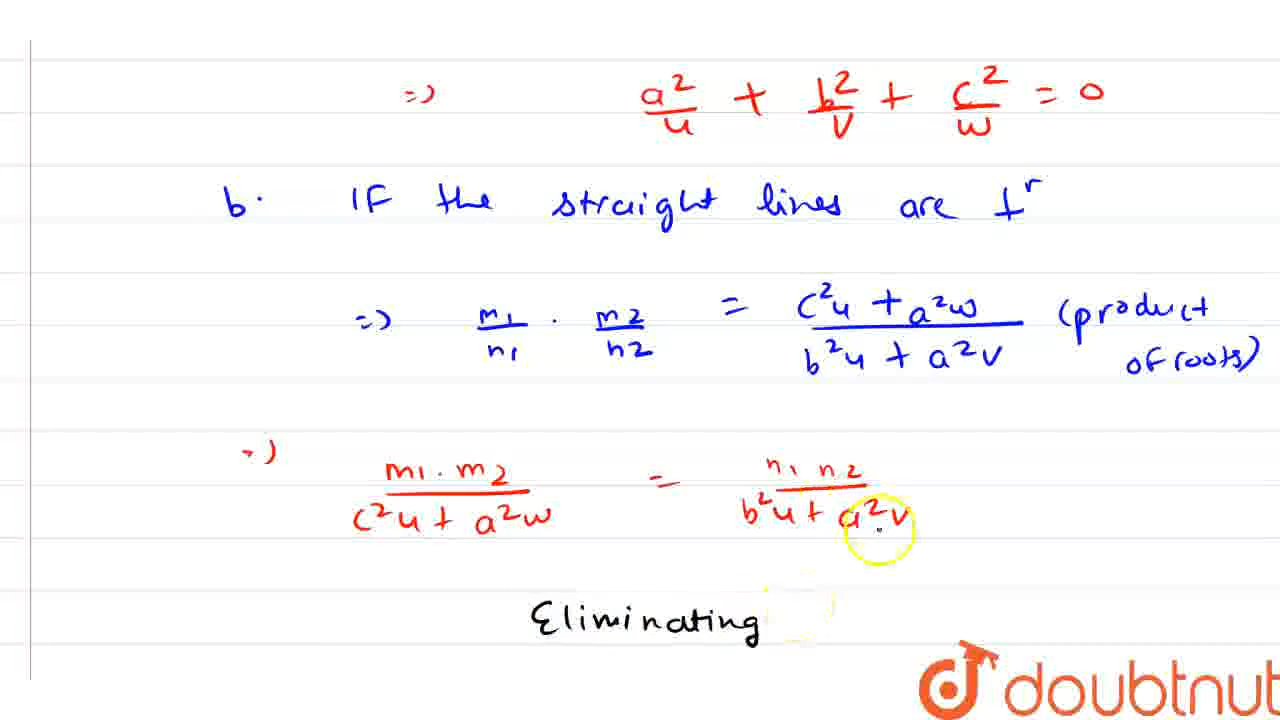 => a²/u + b²/v + c²/w = 0
b. IF the straight lines are ⊥ʳ
=> m₁/n₁ · m₂/n₂ = c²u + a²w / b²u + a²v (product of roots)
=> m₁ · m₂ / c²u + a²w = n₁ n₂ / b²u + a²v
Eliminating
doubtnut